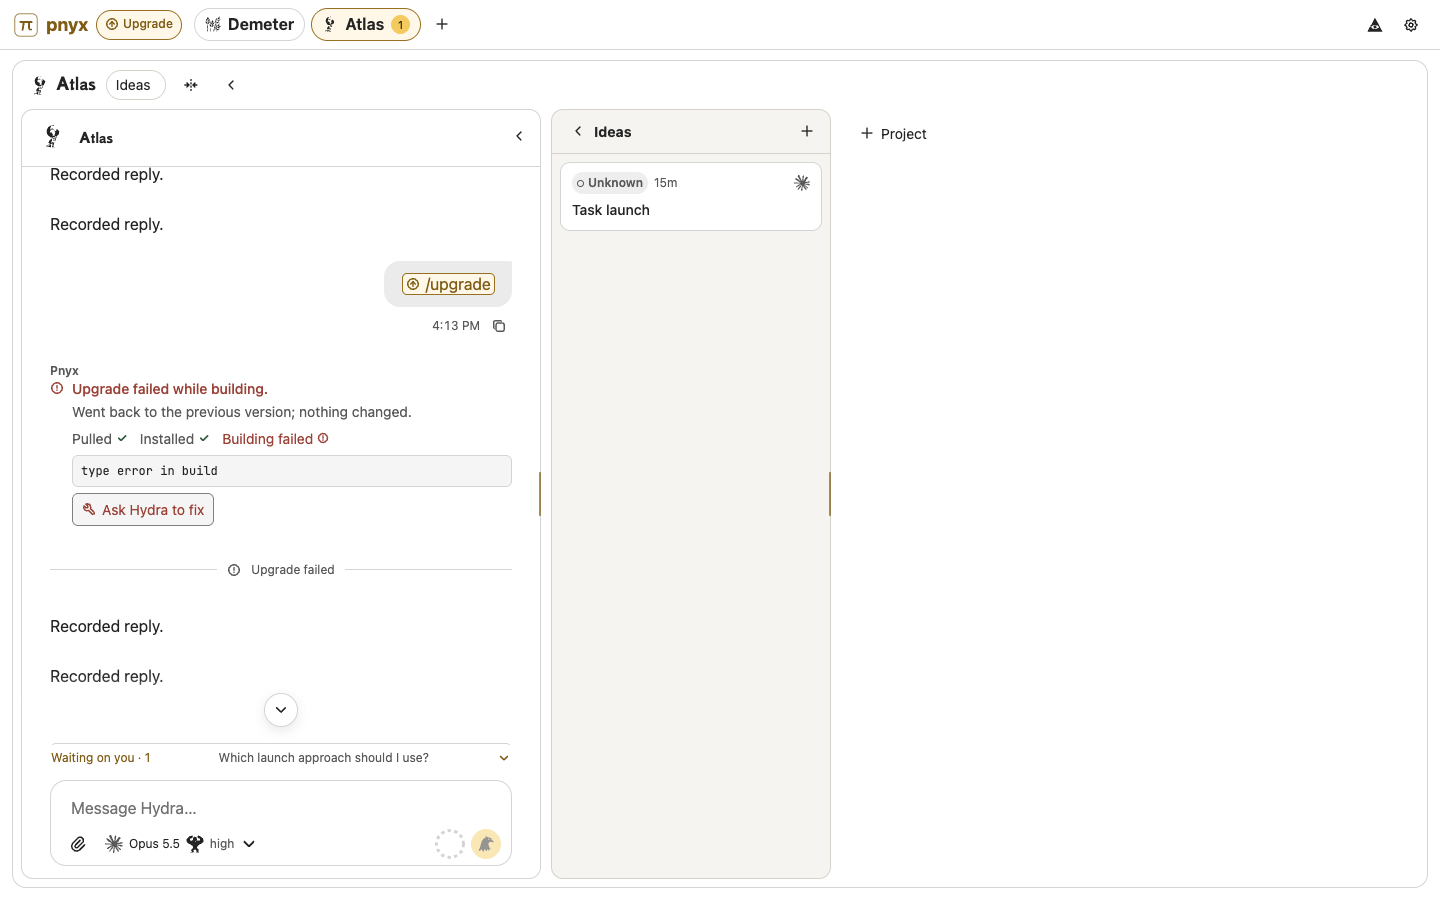 π pnyx Upgrade Demeter Atlas 1
Atlas Ideas
Atlas
Recorded reply.
Recorded reply.
/upgrade
4:13 PM
Pnyx
Upgrade failed while building.
Went back to the previous version; nothing changed.
Pulled Installed Building failed
type error in build
Ask Hydra to fix
Upgrade failed
Recorded reply.
Recorded reply.
Waiting on you · 1 Which launch approach should I use?
Message Hydra...
Opus 5.5 high
Ideas
Unknown 15m
Task launch
Project